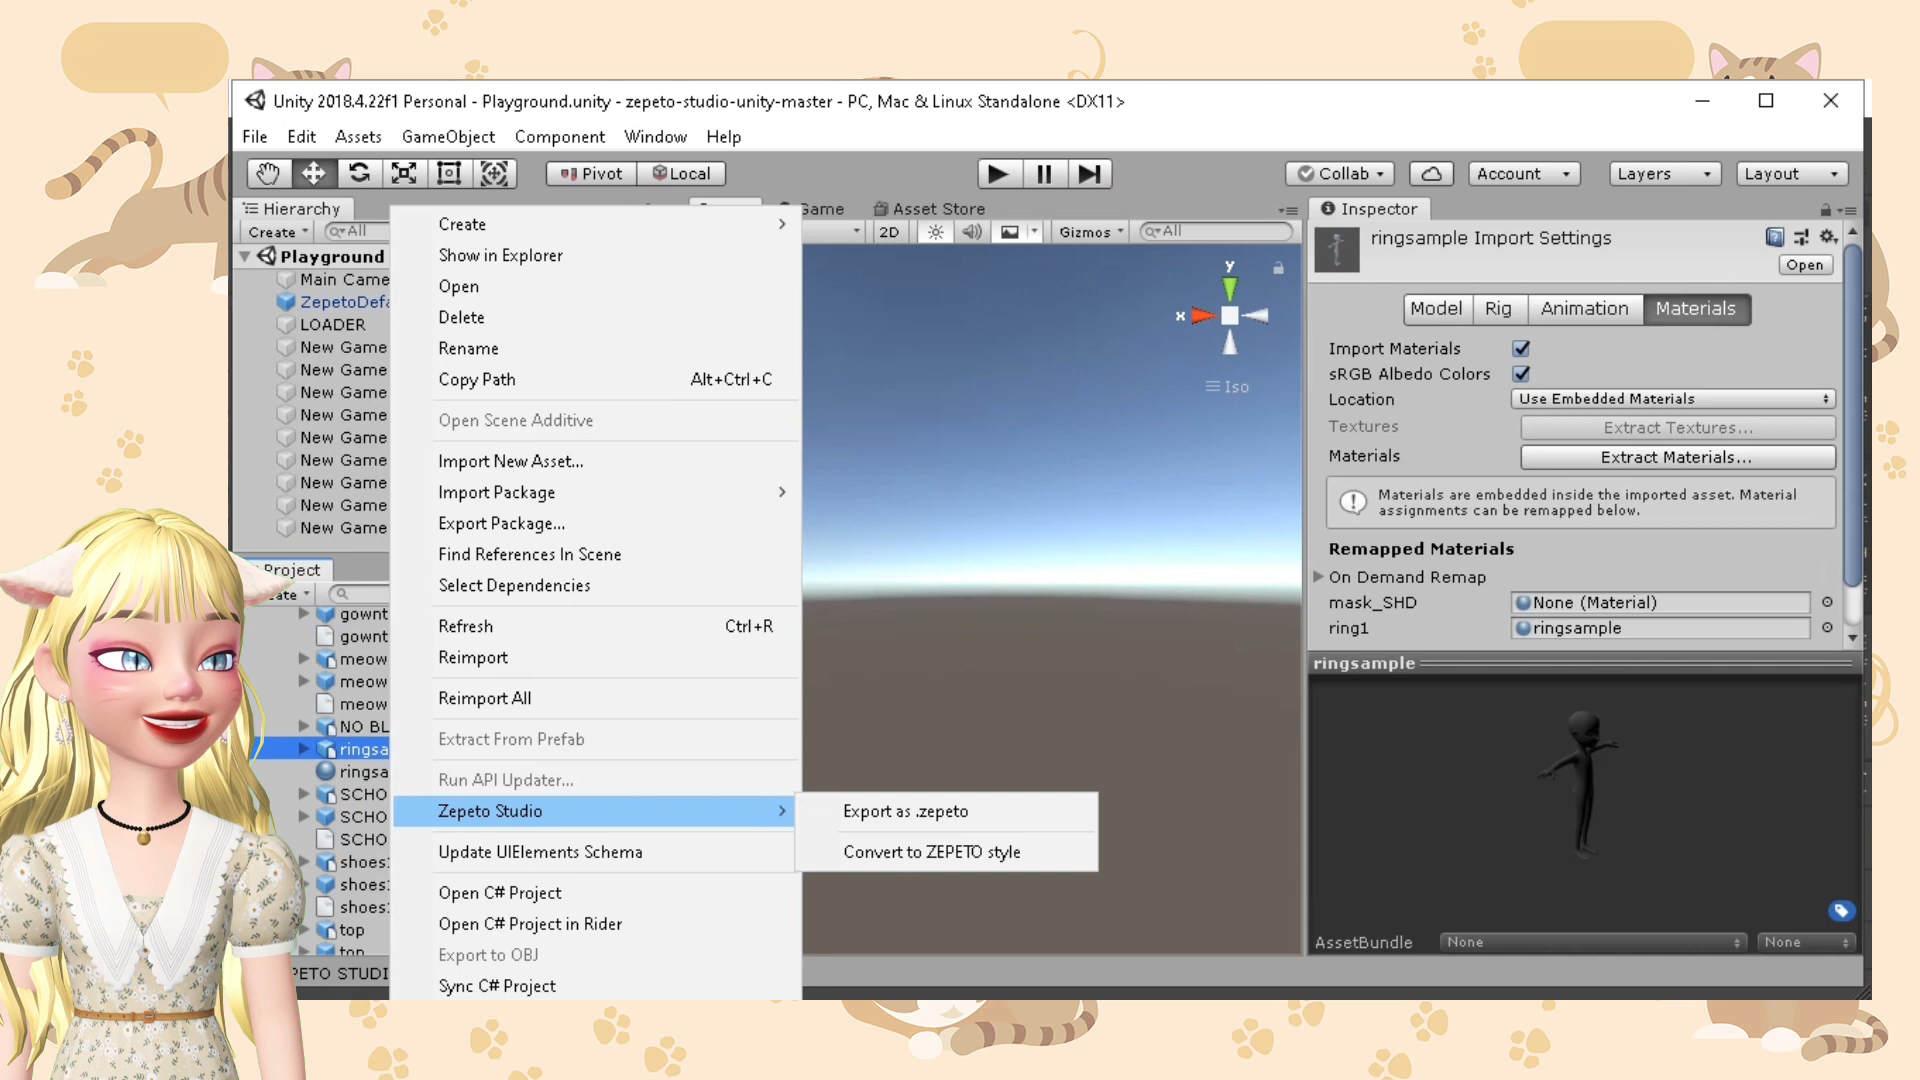 Unity 2018.4.22f1 Personal - Playground.unity - zepeto-studio-unity-master - PC, Mac & Linux Standalone <DX11>
File Edit Assets GameObject Component Window Help
Pivot Local Collab Account Layers Layout
Hierarchy
Create All
Playground
Main Came
ZepetoDefa
LOADER
New Game
New Game
New Game
New Game
New Game
New Game
New Game
New Game
New Game
Project
gownt
gownt
meow
meow
meow
NO BL
ringsa
ringsa
SCHO
SCHO
SCHO
shoes
shoes
shoes
top
top
PETO STUDI
Create
Show in Explorer
Open
Delete
Rename
Copy Path Alt+Ctrl+C
Open Scene Additive
Import New Asset...
Import Package
Export Package...
Find References In Scene
Select Dependencies
Refresh Ctrl+R
Reimport
Reimport All
Extract From Prefab
Run API Updater...
Zepeto Studio
Update UIElements Schema
Open C# Project
Open C# Project in Rider
Export to OBJ
Sync C# Project
Export as .zepeto
Convert to ZEPETO style
Game Asset Store
2D Gizmos All
y
x
Iso
Inspector
ringsample Import Settings
Open
Model Rig Animation Materials
Import Materials
sRGB Albedo Colors
Location Use Embedded Materials
Textures Extract Textures...
Materials Extract Materials...
Materials are embedded inside the imported asset. Material
assignments can be remapped below.
Remapped Materials
On Demand Remap
mask_SHD None (Material)
ring1 ringsample
ringsample
AssetBundle None None